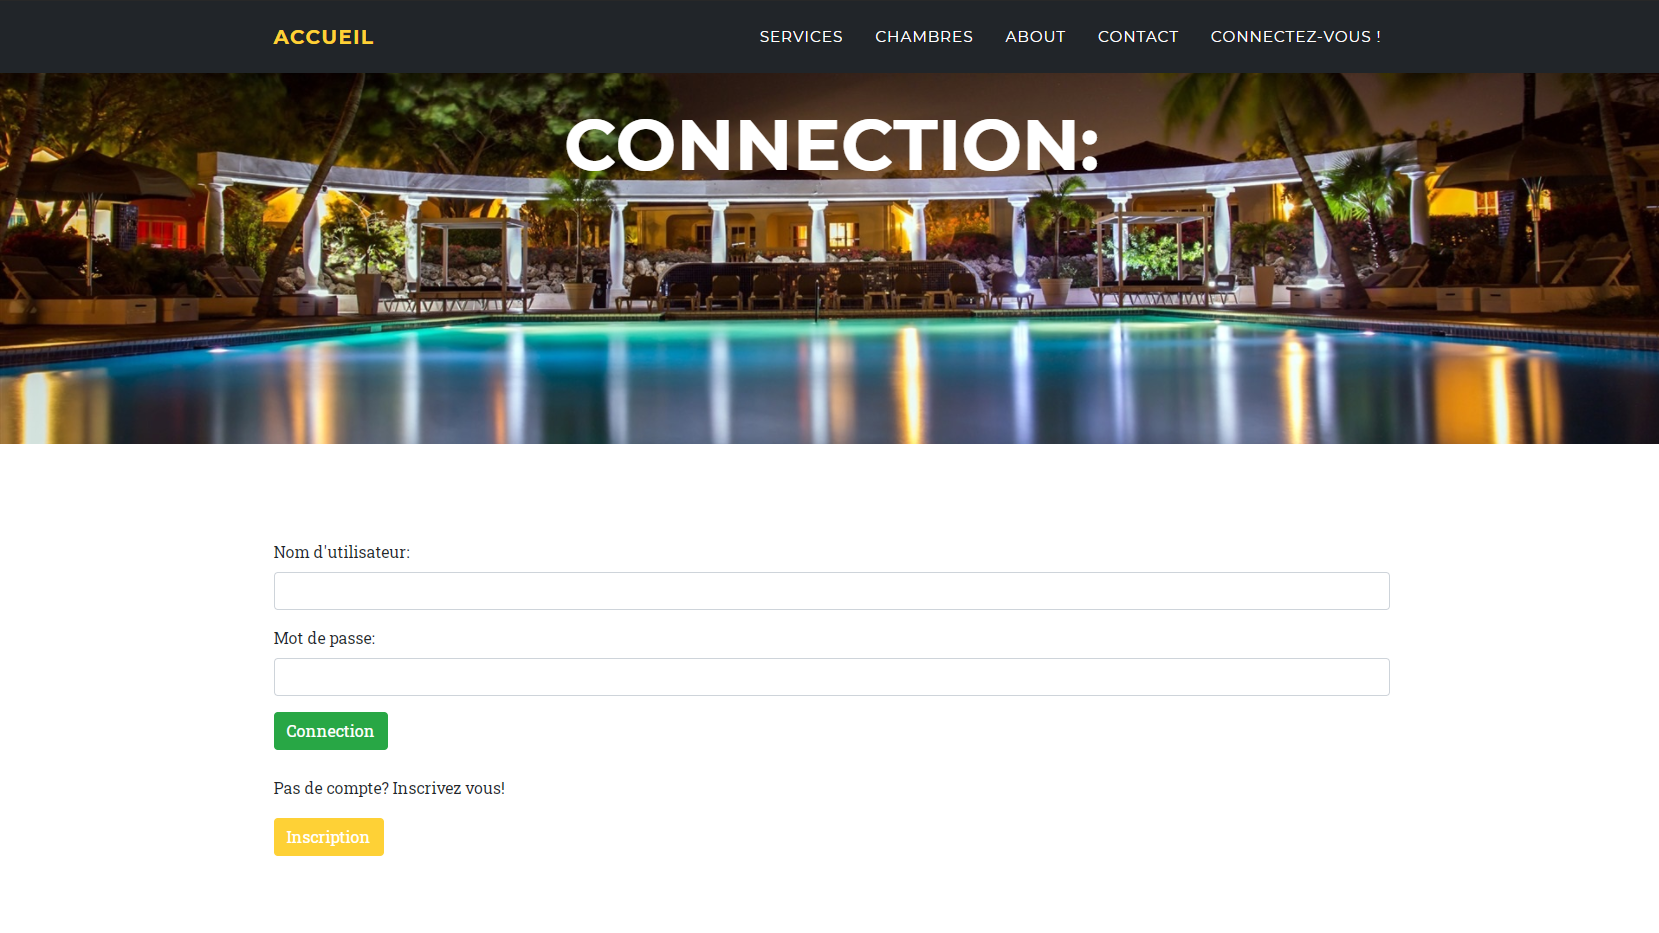 ACCUEIL SERVICES CHAMBRES ABOUT CONTACT CONNECTEZ-VOUS !
CONNECTION:
Nom d'utilisateur:
Mot de passe:
Connection
Pas de compte? Inscrivez vous!
Inscription